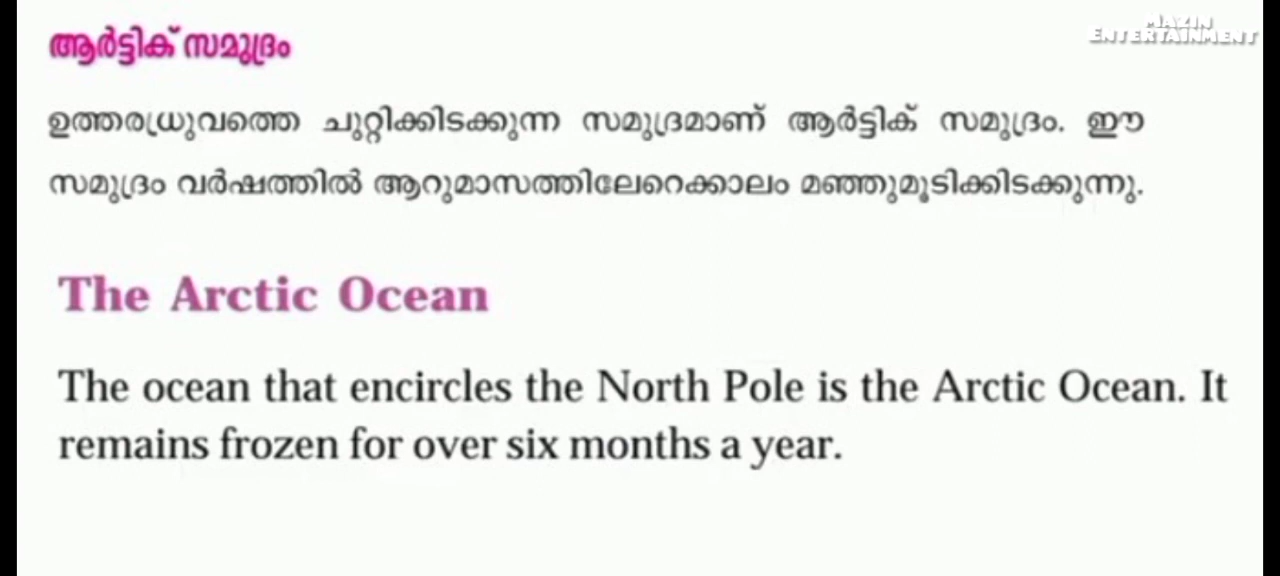 MAZIN
ENTERTAINMENT
ആർട്ടിക് സമുദ്രം
ഉത്തരധ്രുവത്തെ ചുറ്റിക്കിടക്കുന്ന സമുദ്രമാണ് ആർട്ടിക് സമുദ്രം. ഈ
സമുദ്രം വർഷത്തിൽ ആറുമാസത്തിലേറെക്കാലം മഞ്ഞുമൂടിക്കിടക്കുന്നു.
The Arctic Ocean
The ocean that encircles the North Pole is the Arctic Ocean. It
remains frozen for over six months a year.